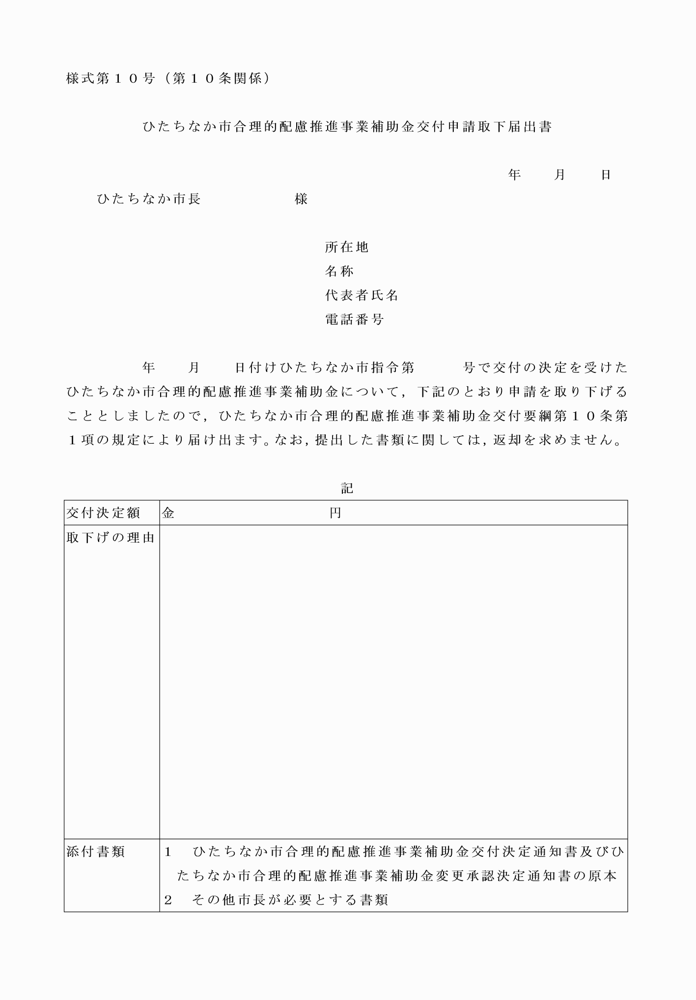 様式第１０号（第１０条関係）
ひたちなか市合理的配慮推進事業補助金交付申請取下届出書
年　　月　　日
ひたちなか市長　　　　　　様
所在地
名称
代表者氏名
電話番号
年　　月　　日付けひたちなか市指令第　　　号で交付の決定を受けた
ひたちなか市合理的配慮推進事業補助金について，下記のとおり申請を取り下げる
こととしましたので，ひたちなか市合理的配慮推進事業補助金交付要綱第１０条第
１項の規定により届け出ます。なお，提出した書類に関しては，返却を求めません。
記
交付決定額　金　　　　　　　　　　円
取下げの理由
添付書類　１　ひたちなか市合理的配慮推進事業補助金交付決定通知書及びひ
たちなか市合理的配慮推進事業補助金変更承認決定通知書の原本
２　その他市長が必要とする書類